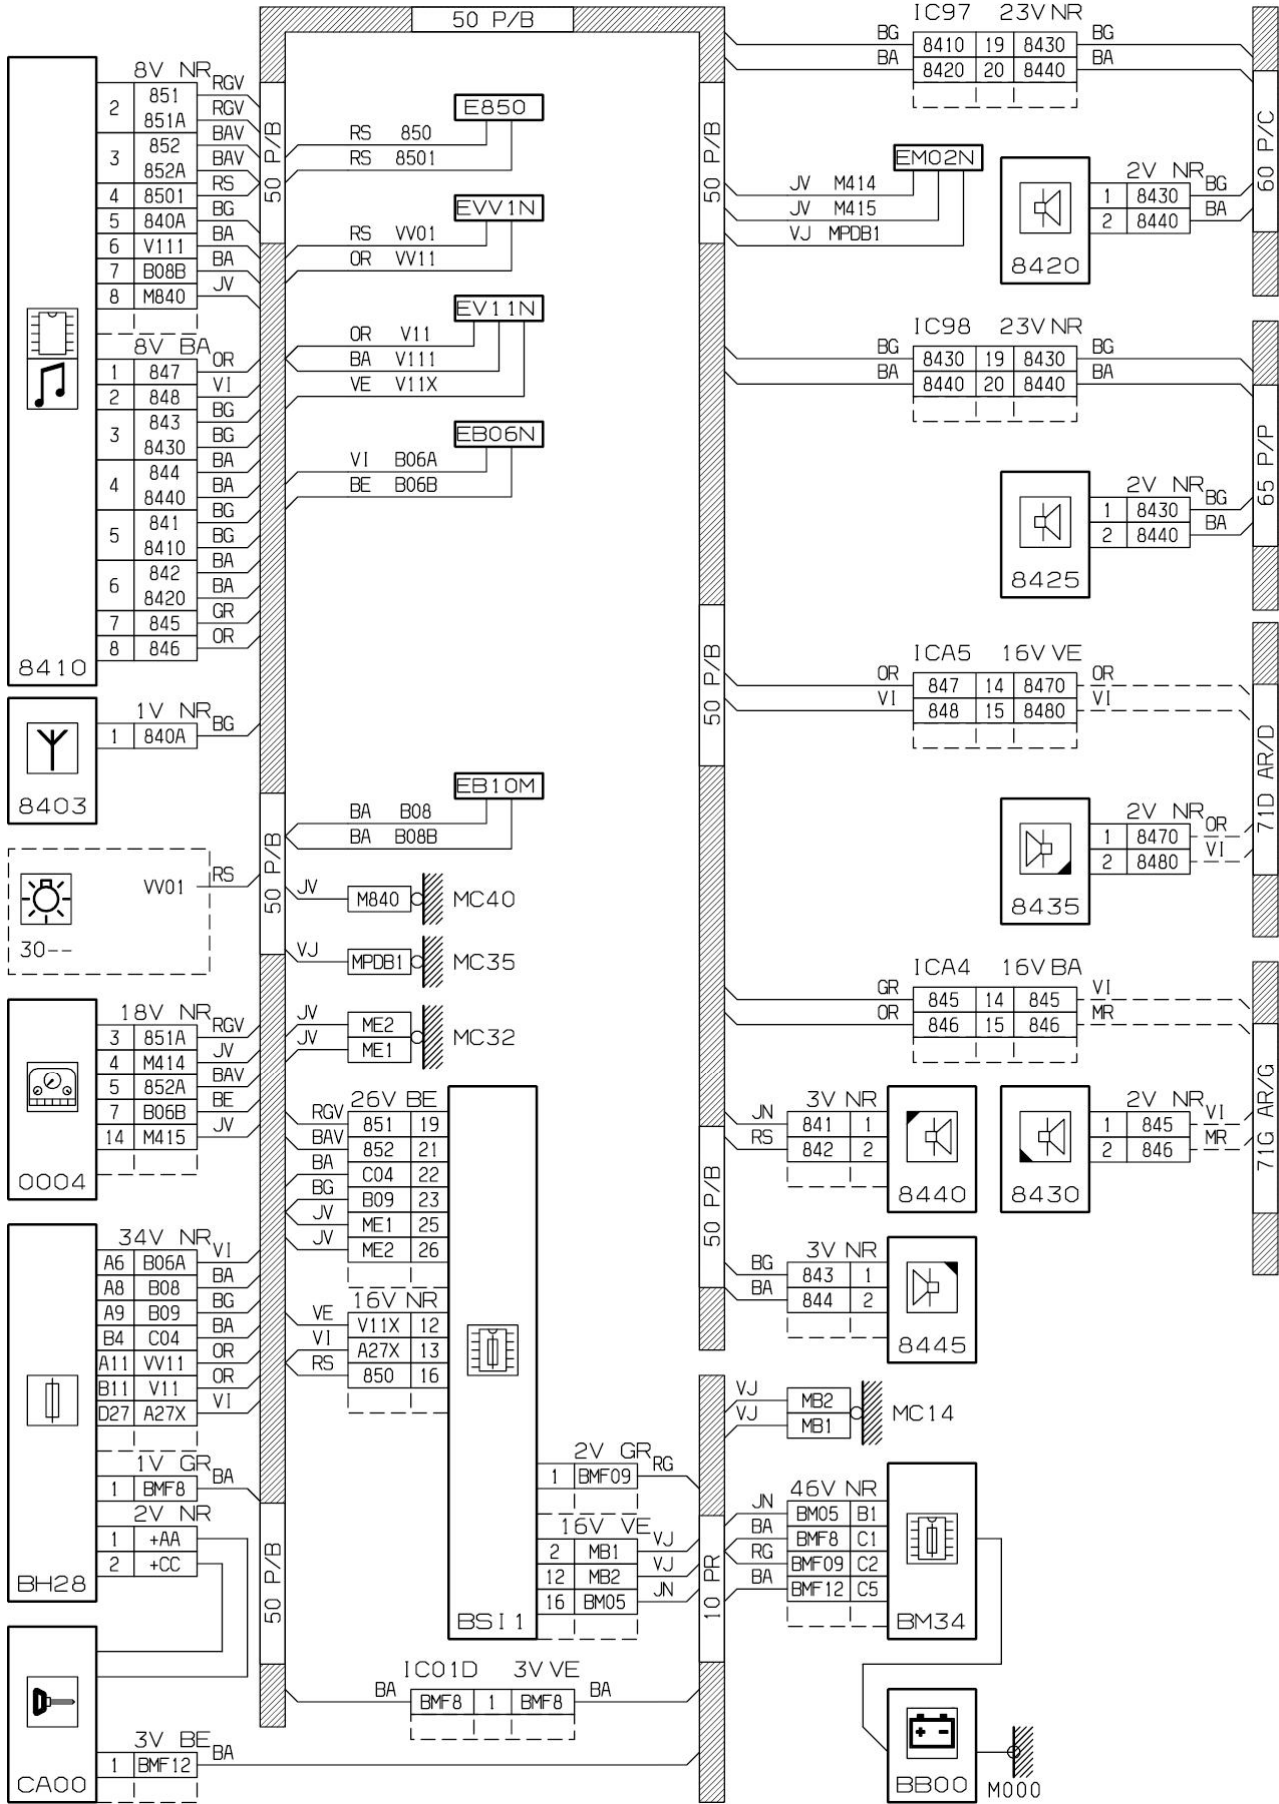 50 P/B
8V NR
2 851 RGV
851A RGV
3 852 BAV
852A BAV
4 8501 RS
5 840A BG
6 V111 BA
7 B08B BA
8 M840 JV
8V BA
1 847 OR
2 848 VI
3 843 BG
8430 BG
4 844 BA
8440 BA
5 841 BG
8410 BG
6 842 BA
8420 BA
7 845 GR
8 846 OR
8410
1V NR
1 840A BG
8403
VV01 RS
30--
18V NR
3 851A RGV
4 M414 JV
5 852A BAV
7 B06B BE
14 M415 JV
0004
34V NR
A6 B06A VI
A8 B08 BA
A9 B09 BG
B4 C04 BA
A11 VV11 OR
B11 V11 OR
D27 A27X VI
1V GR
1 BMF8 BA
2V NR
1 +AA
2 +CC
BH28
3V BE
1 BMF12 BA
CA00
50 P/B
50 P/B
50 P/B
E850
RS 850
RS 8501
EVV1N
RS VV01
OR VV11
EV11N
OR V11
BA V111
VE V11X
EB06N
VI B06A
BE B06B
EB10M
BA B08
BA B08B
JV M840 MC40
VJ MPDB1 MC35
JV ME2
JV ME1
MC32
26V BE
RGV 851 19
BAV 852 21
BA C04 22
BG B09 23
JV ME1 25
JV ME2 26
16V NR
VE V11X 12
VI A27X 13
RS 850 16
BSI1
2V GR
1 BMF09 RG
16V VE
2 MB1 VJ
12 MB2 VJ
16 BM05 JN
IC01D 3V VE
BA BMF8 1 BMF8 BA
50 P/B
50 P/B
50 P/B
10 PR
IC97 23V NR
BG 8410 19 8430 BG
BA 8420 20 8440 BA
EM02N
JV M414
JV M415
VJ MPDB1
2V NR
1 8430 BG
2 8440 BA
8420
60 P/C
IC98 23V NR
BG 8430 19 8430 BG
BA 8440 20 8440 BA
2V NR
1 8430 BG
2 8440 BA
8425
65 P/P
ICA5 16V VE
OR 847 14 8470 OR
VI 848 15 8480 VI
2V NR
1 8470 OR
2 8480 VI
8435
71D AR/D
ICA4 16V BA
GR 845 14 845 VI
OR 846 15 846 MR
3V NR
JN 841 1
RS 842 2
8440
2V NR
1 845 VI
2 846 MR
8430
71G AR/G
3V NR
BG 843 1
BA 844 2
8445
VJ MB2
VJ MB1
MC14
46V NR
JN BM05 B1
BA BMF8 C1
RG BMF09 C2
BA BMF12 C5
BM34
BB00
M000